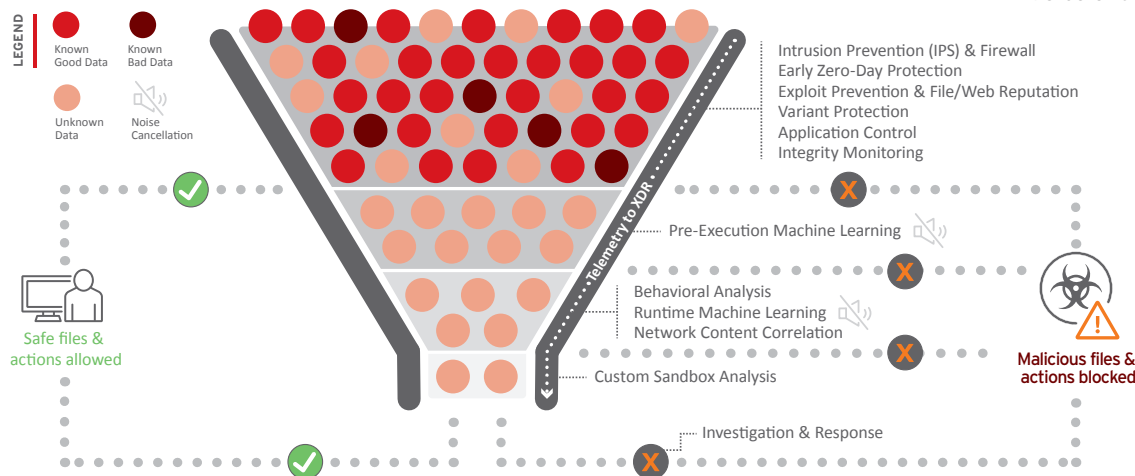 LEGEND
Known
Good Data
Known
Bad Data
Unknown
Data
Noise
Cancellation
Intrusion Prevention (IPS) & Firewall
Early Zero-Day Protection
Exploit Prevention & File/Web Reputation
Variant Protection
Application Control
Integrity Monitoring
X
Telemetry to XDR
Pre-Execution Machine Learning
X
Behavioral Analysis
Runtime Machine Learning
Network Content Correlation
Safe files &
actions allowed
!
X
Malicious files &
actions blocked
Custom Sandbox Analysis
Investigation & Response
X